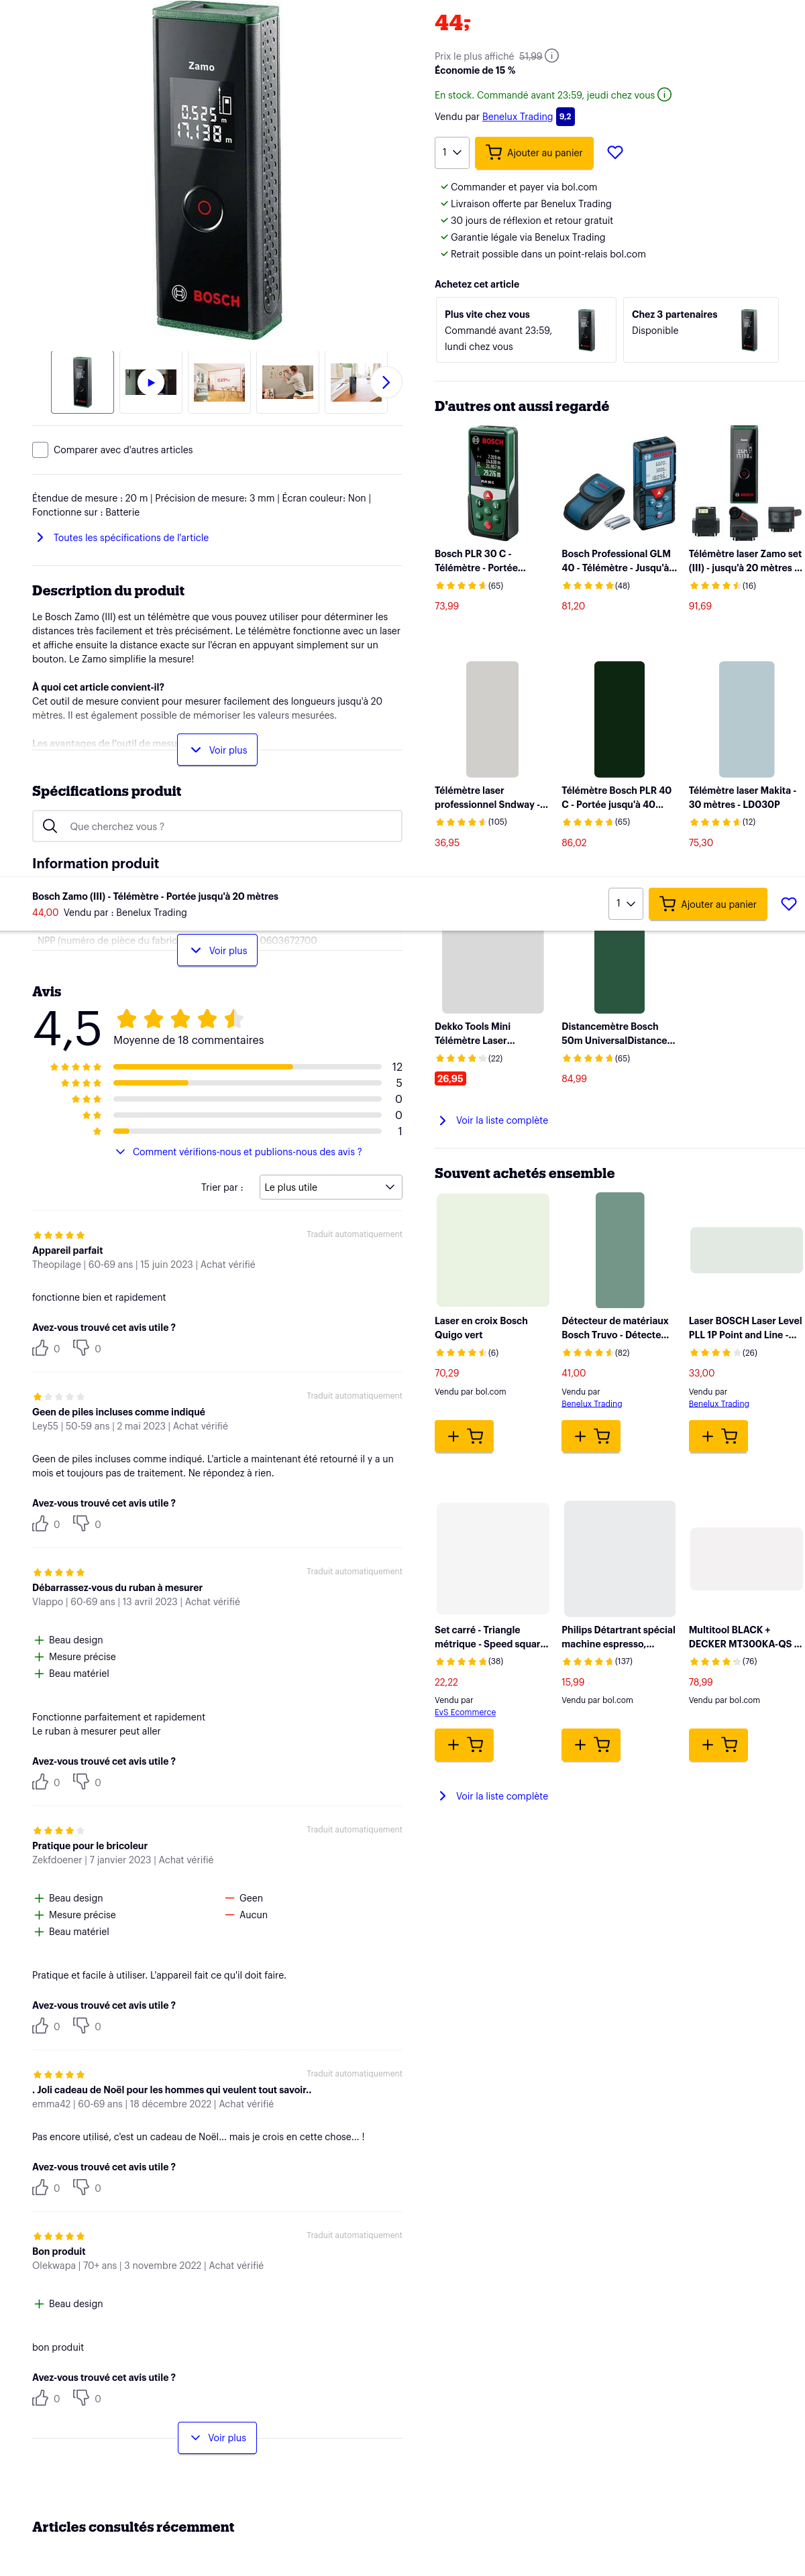 Zamo
0.525 m
17.138 m
BOSCH
Comparer avec d'autres articles
Étendue de mesure : 20 m | Précision de mesure: 3 mm | Écran couleur: Non |
Fonctionne sur : Batterie
Toutes les spécifications de l'article
Description du produit
Le Bosch Zamo (III) est un télémètre que vous pouvez utiliser pour déterminer les
distances très facilement et très précisément. Le télémètre fonctionne avec un laser
et affiche ensuite la distance exacte sur l'écran en appuyant simplement sur un
bouton. Le Zamo simplifie la mesure!
À quoi cet article convient-il?
Cet outil de mesure convient pour mesurer facilement des longueurs jusqu'à 20
mètres. Il est également possible de mémoriser les valeurs mesurées.
Les avantages de l'outil de mesu
Voir plus
Spécifications produit
Que cherchez vous ?
Information produit
44,-
Prix le plus affiché 51,99
Économie de 15 %
En stock. Commandé avant 23:59, jeudi chez vous
Vendu par Benelux Trading 9,2
1
Ajouter au panier
Commander et payer via bol.com
Livraison offerte par Benelux Trading
30 jours de réflexion et retour gratuit
Garantie légale via Benelux Trading
Retrait possible dans un point-relais bol.com
Achetez cet article
Plus vite chez vous
Commandé avant 23:59,
lundi chez vous
Chez 3 partenaires
Disponible
D'autres ont aussi regardé
Bosch PLR 30 C -
Télémètre - Portée...
(65)
73,99
Bosch Professional GLM
40 - Télémètre - Jusqu'à...
(48)
81,20
Télémètre laser Zamo set
(III) - jusqu'à 20 mètres ...
(16)
91,69
Télémètre laser
professionnel Sndway -...
(105)
36,95
Télémètre Bosch PLR 40
C - Portée jusqu'à 40...
(65)
86,02
Télémètre laser Makita -
30 mètres - LD030P
(12)
75,30
Bosch Zamo (III) - Télémètre - Portée jusqu'à 20 mètres
44,00 Vendu par : Benelux Trading
1
Ajouter au panier
NPP (numéro de pièce du fabric 0603672700
Voir plus
Dekko Tools Mini
Télémètre Laser...
(22)
26,95
Distancemètre Bosch
50m UniversalDistance...
(65)
84,99
Voir la liste complète
Avis
4,5
Moyenne de 18 commentaires
12
5
0
0
1
Comment vérifions-nous et publions-nous des avis ?
Trier par :
Le plus utile
Traduit automatiquement
Appareil parfait
Theopilage | 60-69 ans | 15 juin 2023 | Achat vérifié
fonctionne bien et rapidement
Avez-vous trouvé cet avis utile ?
0 0
Traduit automatiquement
Geen de piles incluses comme indiqué
Ley55 | 50-59 ans | 2 mai 2023 | Achat vérifié
Geen de piles incluses comme indiqué. L'article a maintenant été retourné il y a un
mois et toujours pas de traitement. Ne répondez à rien.
Avez-vous trouvé cet avis utile ?
0 0
Traduit automatiquement
Débarrassez-vous du ruban à mesurer
Vlappo | 60-69 ans | 13 avril 2023 | Achat vérifié
Beau design
Mesure précise
Beau matériel
Fonctionne parfaitement et rapidement
Le ruban à mesurer peut aller
Avez-vous trouvé cet avis utile ?
0 0
Traduit automatiquement
Pratique pour le bricoleur
Zekfdoener | 7 janvier 2023 | Achat vérifié
Beau design
Mesure précise
Beau matériel
Geen
Aucun
Pratique et facile à utiliser. L'appareil fait ce qu'il doit faire.
Avez-vous trouvé cet avis utile ?
0 0
Traduit automatiquement
. Joli cadeau de Noël pour les hommes qui veulent tout savoir..
emma42 | 60-69 ans | 18 décembre 2022 | Achat vérifié
Pas encore utilisé, c'est un cadeau de Noël... mais je crois en cette chose... !
Avez-vous trouvé cet avis utile ?
0 0
Traduit automatiquement
Bon produit
Olekwapa | 70+ ans | 3 novembre 2022 | Achat vérifié
Beau design
bon produit
Avez-vous trouvé cet avis utile ?
0 0
Voir plus
Souvent achetés ensemble
Laser en croix Bosch
Quigo vert
(6)
70,29
Vendu par bol.com
Détecteur de matériaux
Bosch Truvo - Détecte...
(82)
41,00
Vendu par
Benelux Trading
Laser BOSCH Laser Level
PLL 1P Point and Line -...
(26)
33,00
Vendu par
Benelux Trading
Set carré - Triangle
métrique - Speed squar...
(38)
22,22
Vendu par
EvS Ecommerce
Philips Détartrant spécial
machine espresso,...
(137)
15,99
Vendu par bol.com
Multitool BLACK +
DECKER MT300KA-QS ...
(76)
78,99
Vendu par bol.com
Voir la liste complète
Articles consultés récemment